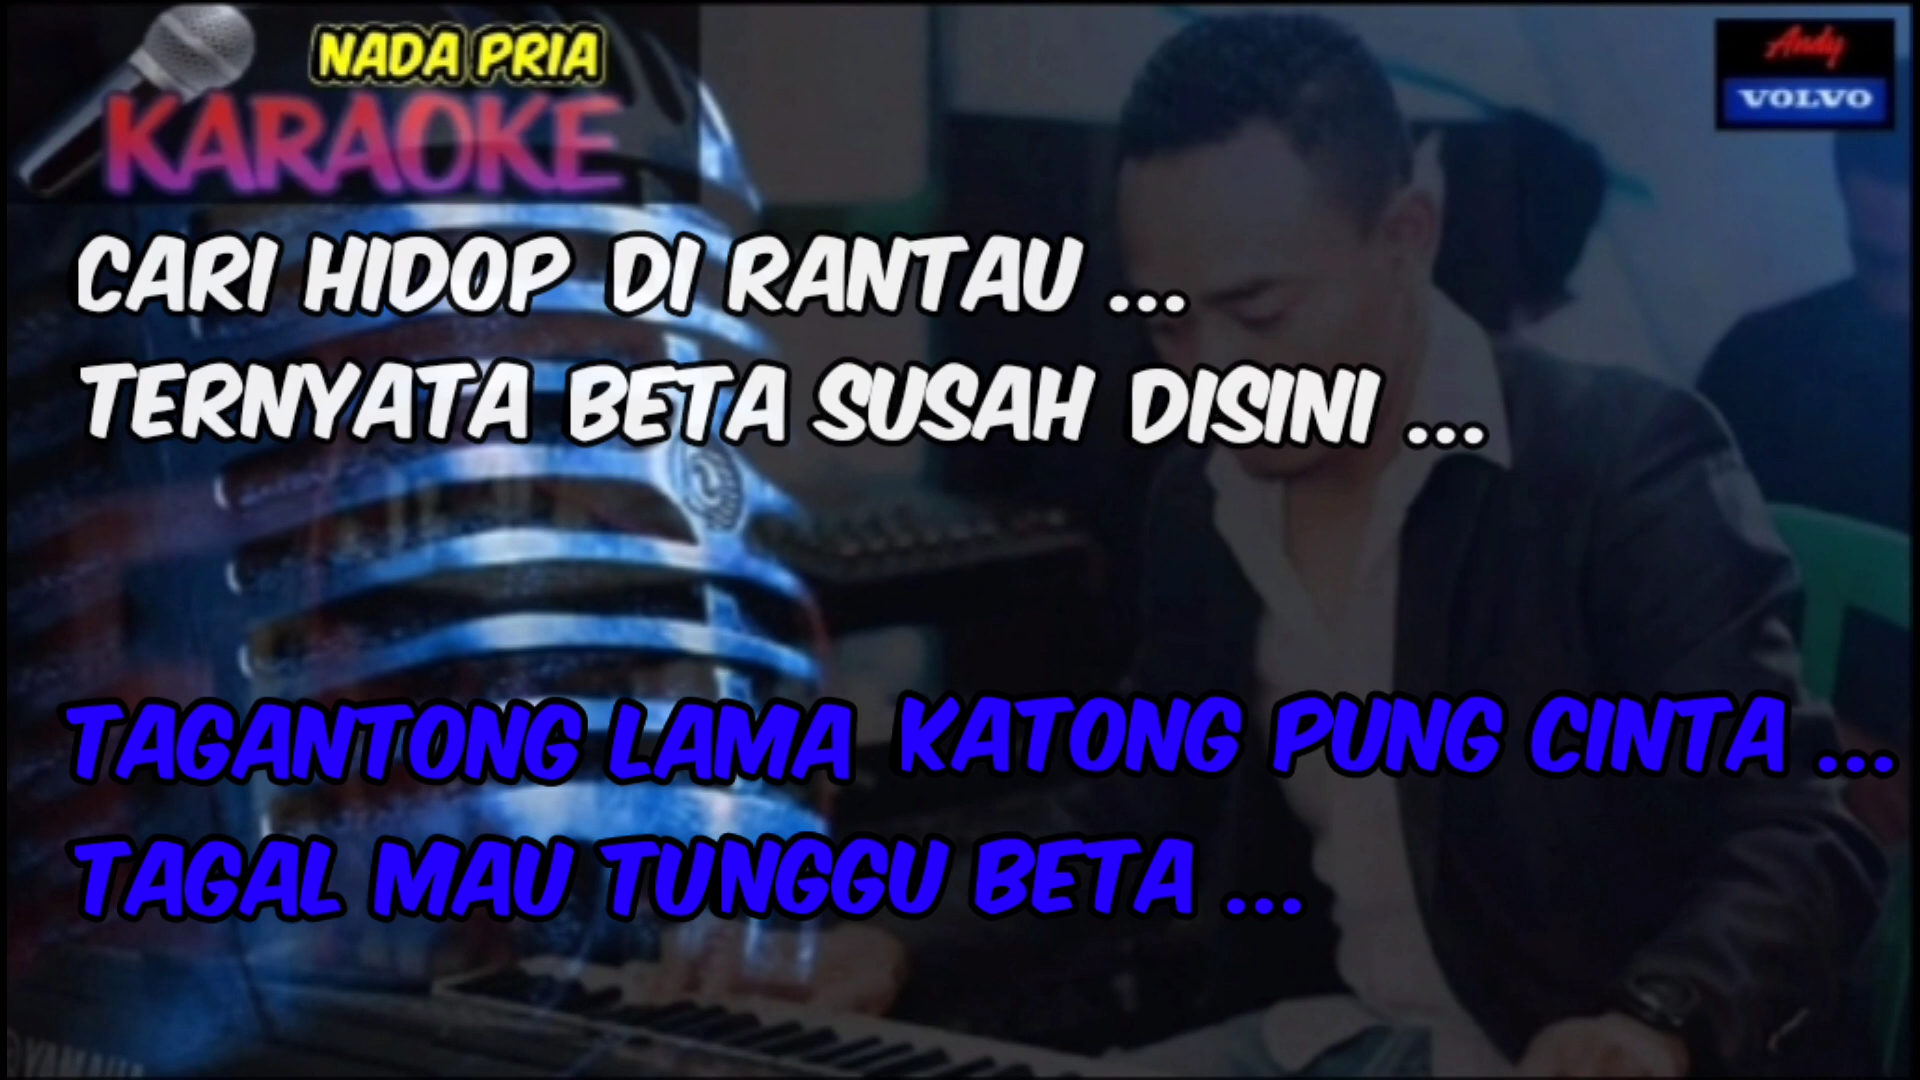 NADA PRIA
KARAOKE
Andy
VOLVO
CARI HIDOP DI RANTAU ...
TERNYATA BETA SUSAH DISINI ...
TAGANTONG LAMA KATONG PUNG CINTA ...
TAGAL MAU TUNGGU BETA ...
YAMAHA